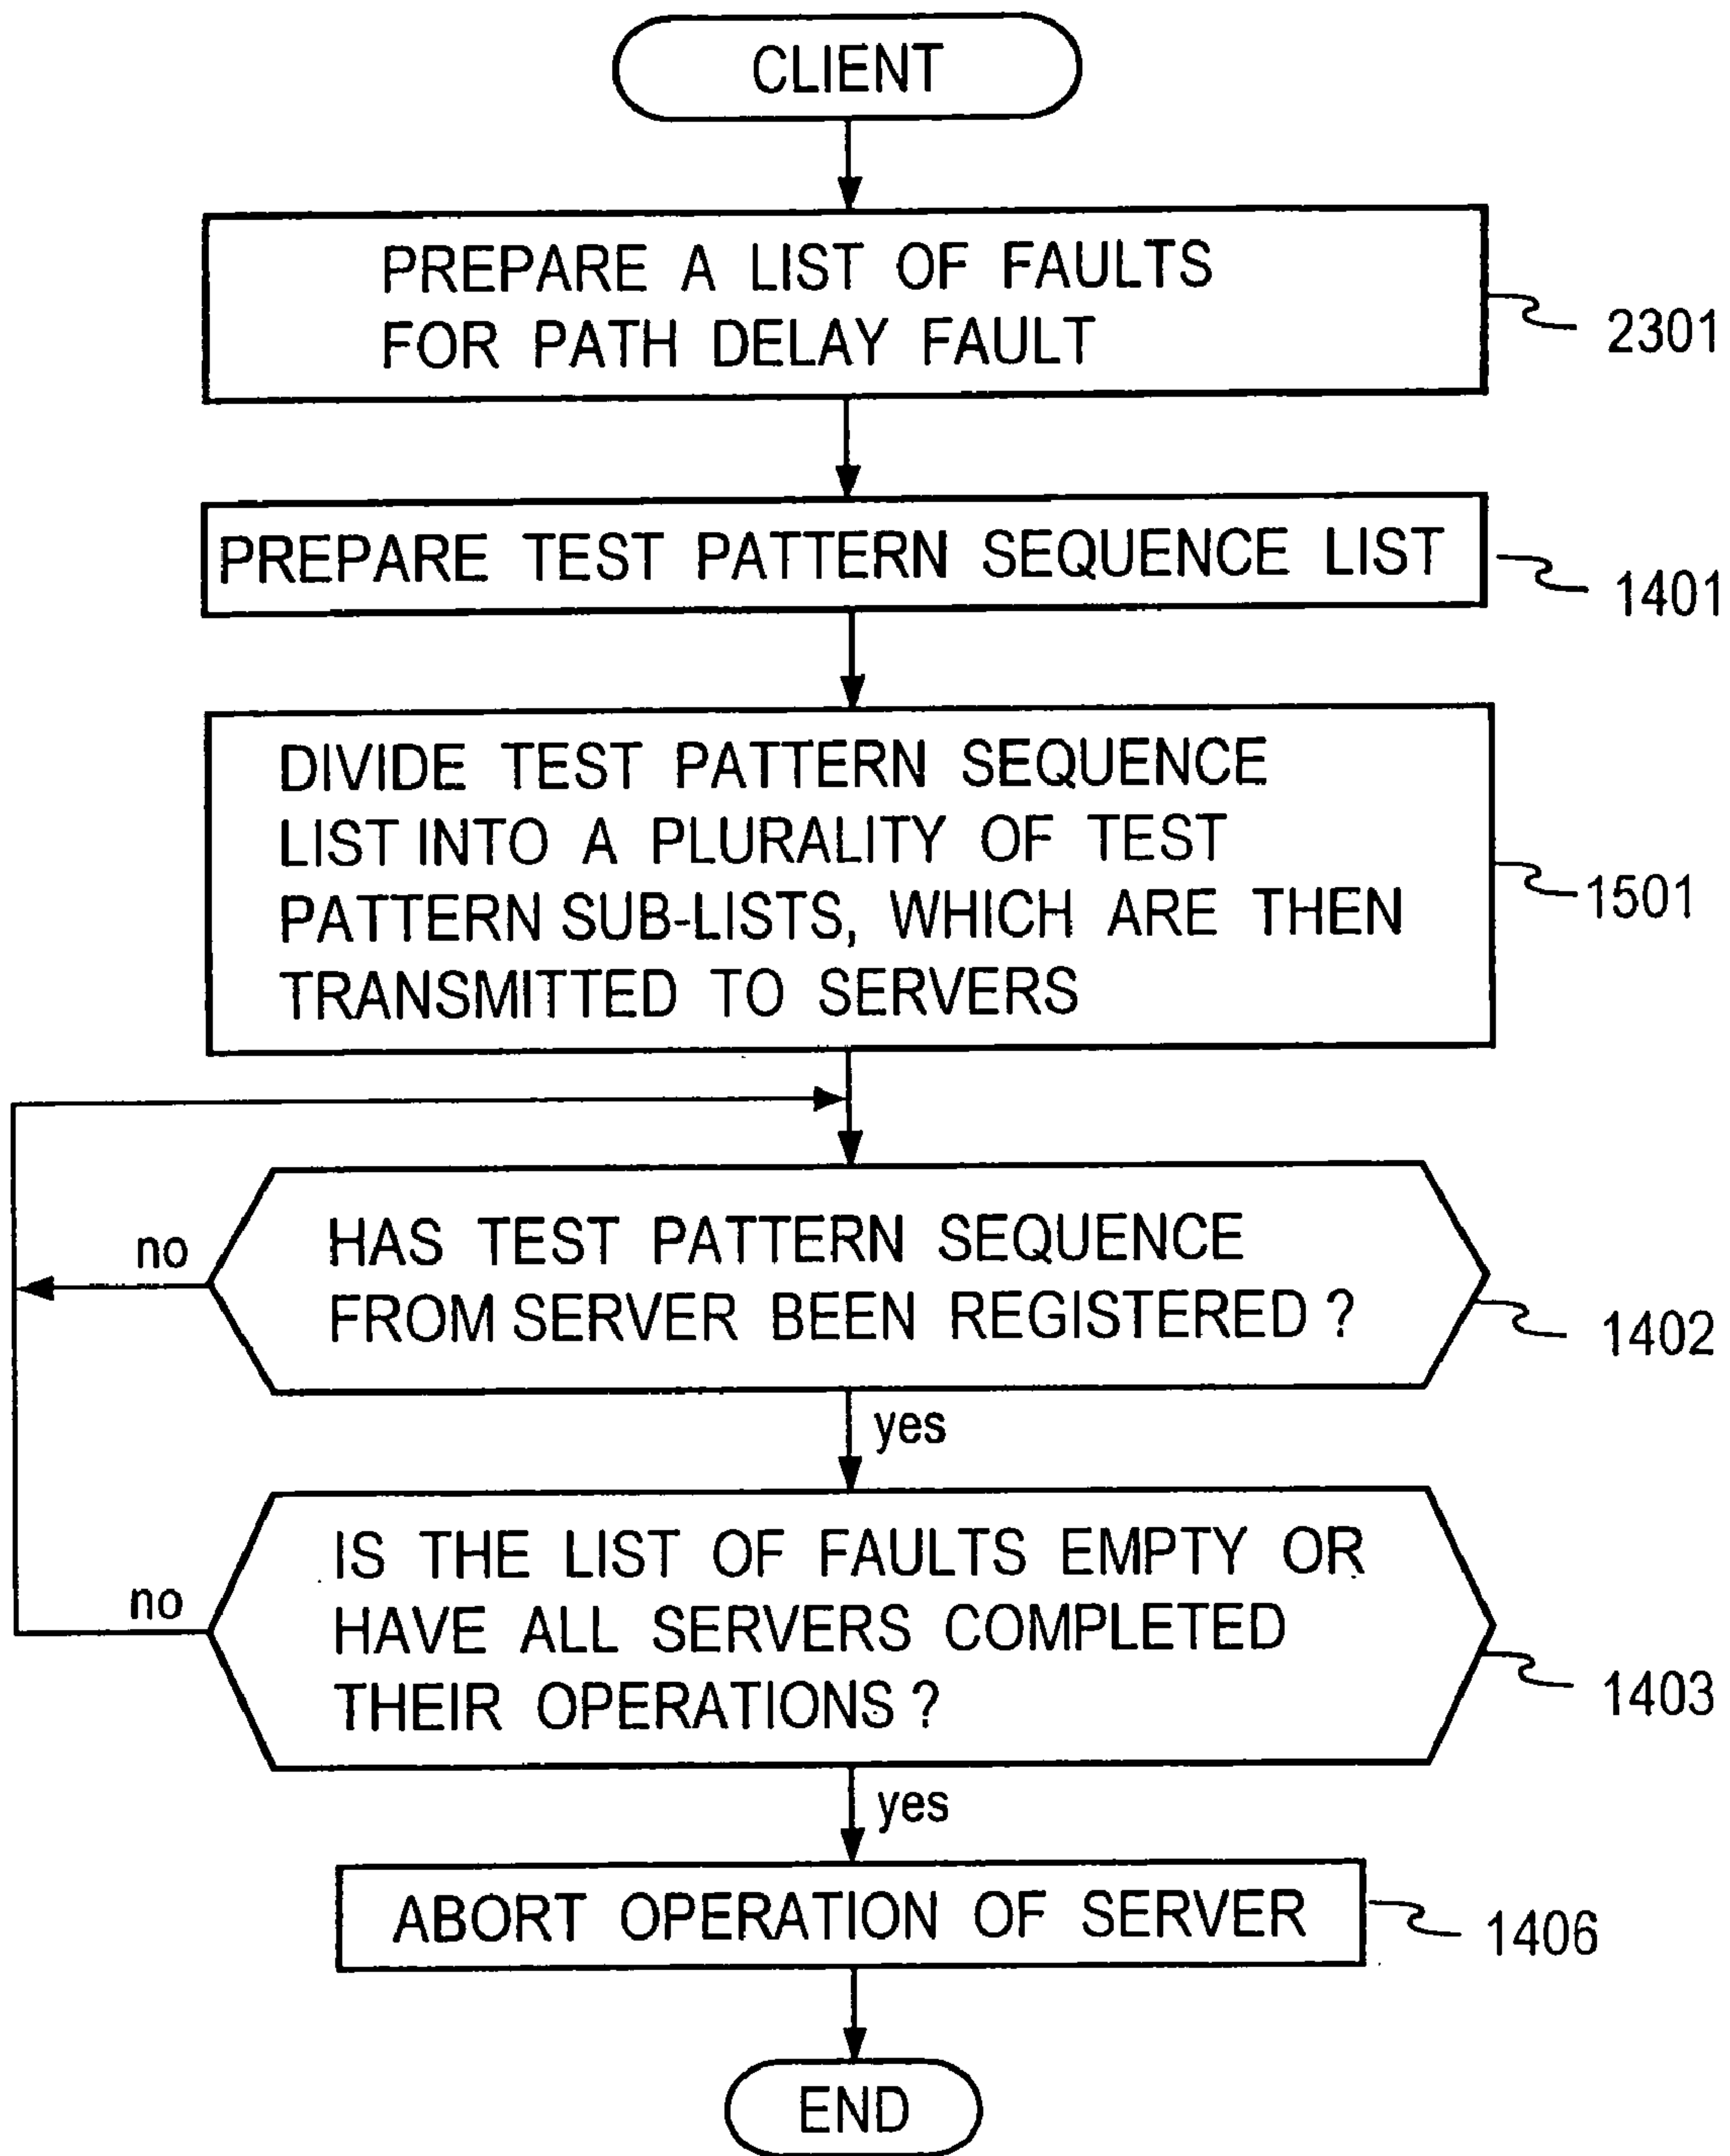 CLIENT
PREPARE A LIST OF FAULTS
FOR PATH DELAY FAULT
2301
PREPARE TEST PATTERN SEQUENCE LIST
1401
DIVIDE TEST PATTERN SEQUENCE
LIST INTO A PLURALITY OF TEST
PATTERN SUB-LISTS, WHICH ARE THEN
TRANSMITTED TO SERVERS
1501
no
HAS TEST PATTERN SEQUENCE
FROM SERVER BEEN REGISTERED ?
1402
yes
no
IS THE LIST OF FAULTS EMPTY OR
HAVE ALL SERVERS COMPLETED
THEIR OPERATIONS ?
1403
yes
ABORT OPERATION OF SERVER
1406
END